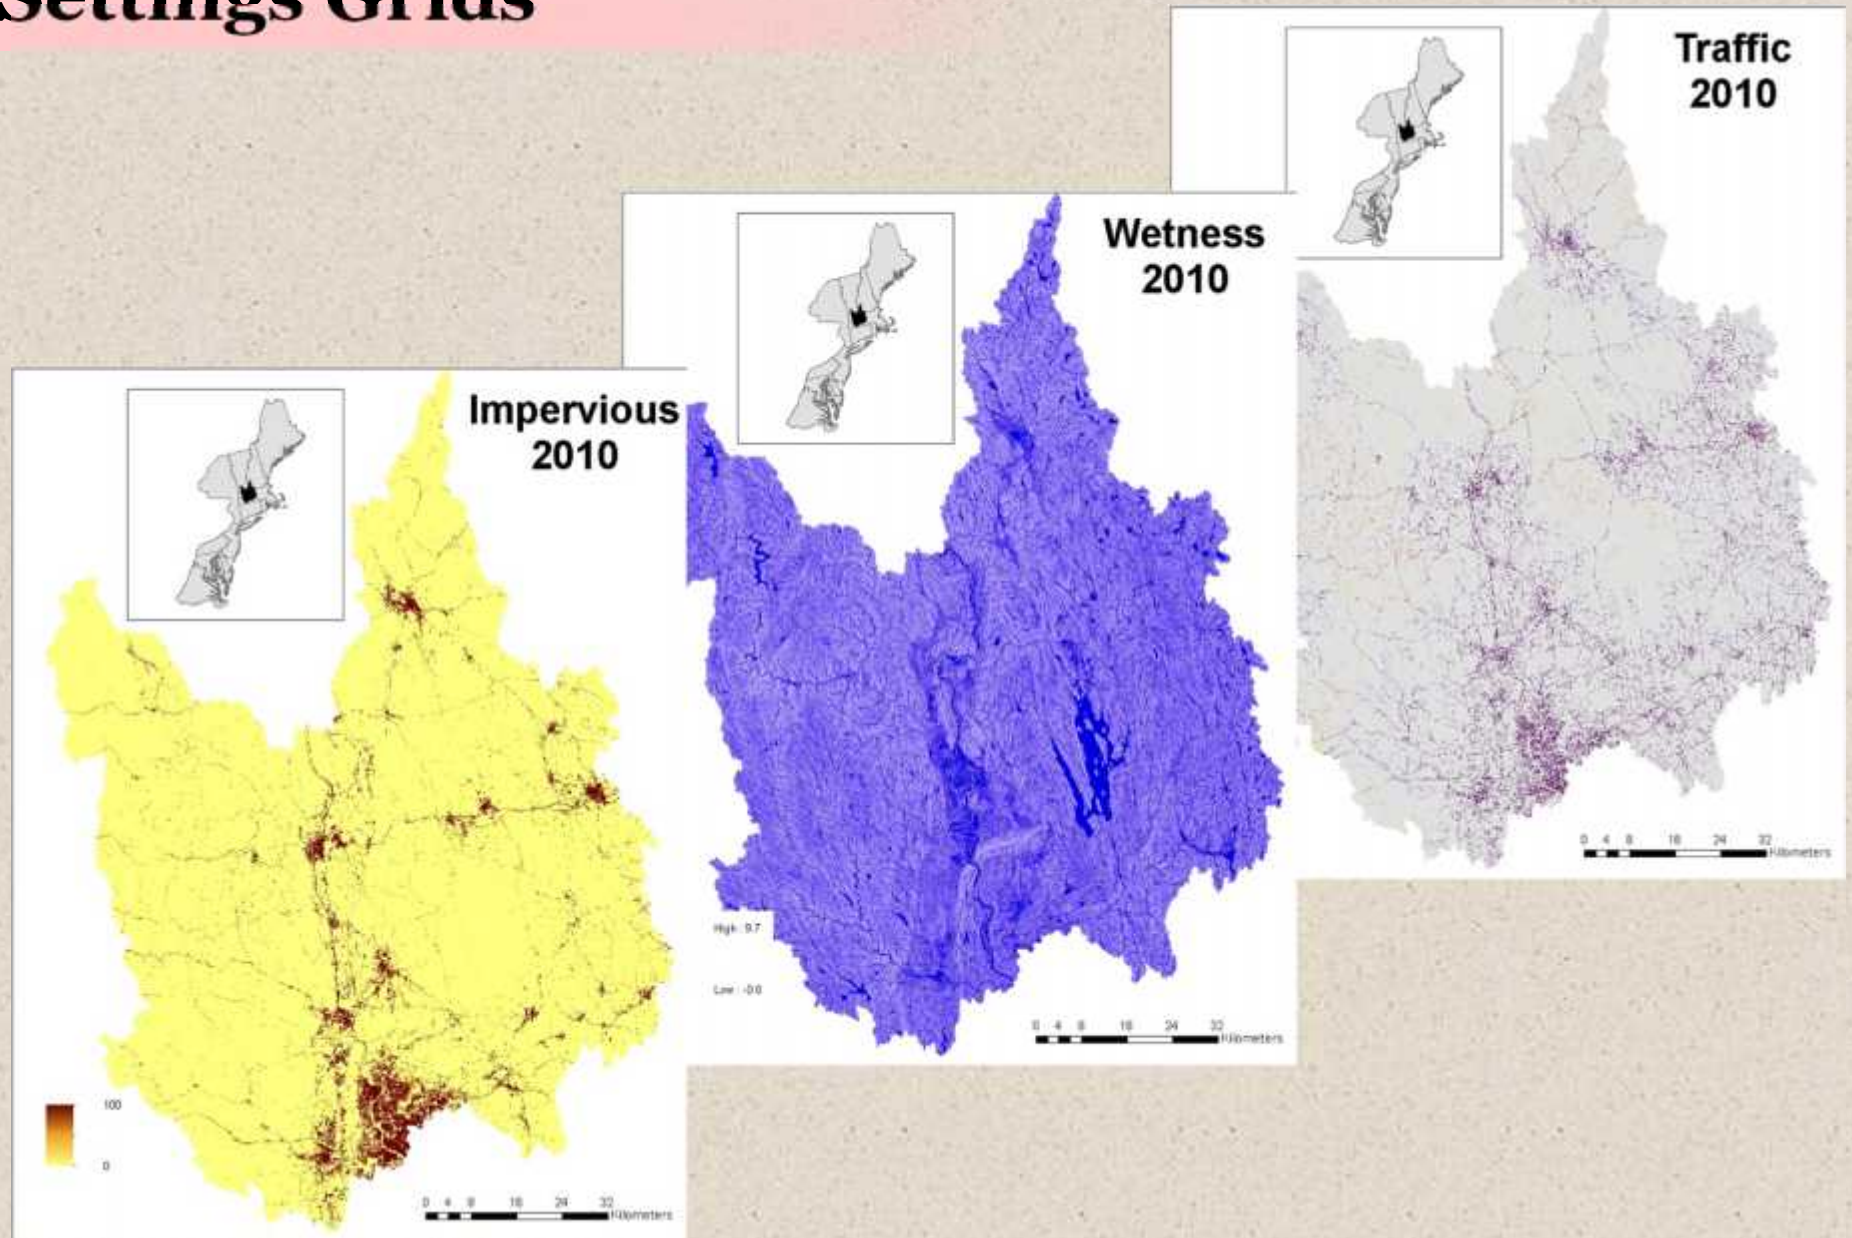 Settings Grids
Traffic
2010
0 4 8 16 24 32
Kilometers
Wetness
2010
High : 9.7
Low : -0.8
0 4 8 16 24 32
Kilometers
Impervious
2010
100
0
0 4 8 16 24 32
Kilometers